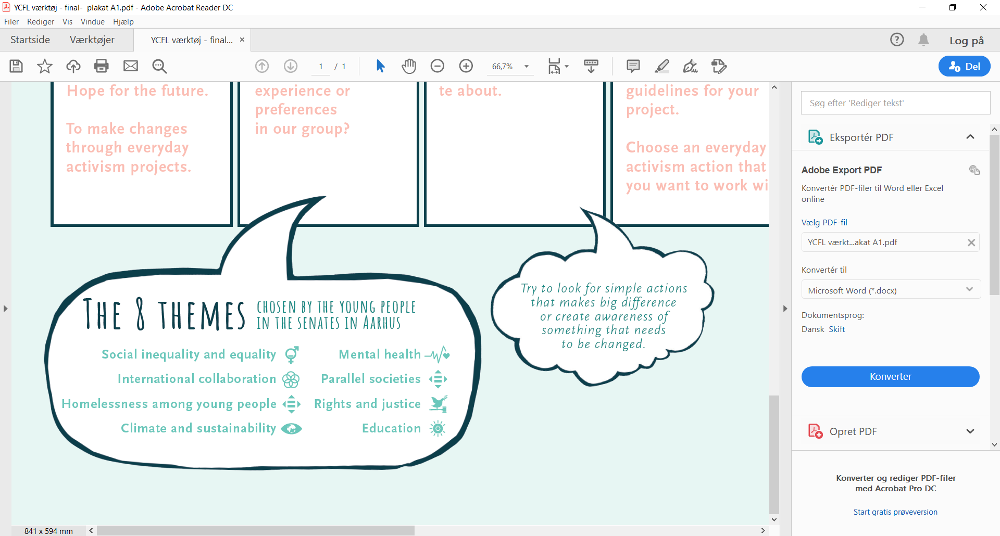 YCFL værktøj - final-  plakat A1.pdf - Adobe Acrobat Reader DC
Filer Rediger Vis Vindue Hjælp
Startside Værktøjer YCFL værktøj - final... × Log på
1 / 1 66,7% Del
Hope for the future.
To make changes
through everyday
activism projects.
experience or
preferences
in our group?
te about.
guidelines for your
project.
Choose an everyday
activism action that
you want to work wi
The 8 themes
chosen by the young people
in the senates in Aarhus
Social inequality and equality
International collaboration
Homelessness among young people
Climate and sustainability
Mental health
Parallel societies
Rights and justice
Education
Try to look for simple actions
that makes big difference
or create awareness of
something that needs
to be changed.
841 x 594 mm
Søg efter 'Rediger tekst'
Eksportér PDF
Adobe Export PDF
Konvertér PDF-filer til Word eller Excel
online
Vælg PDF-fil
YCFL værkt...akat A1.pdf
Konvertér til
Microsoft Word (*.docx)
Dokumentsprog:
Dansk Skift
Konverter
Opret PDF
Konverter og rediger PDF-filer
med Acrobat Pro DC
Start gratis prøveversion